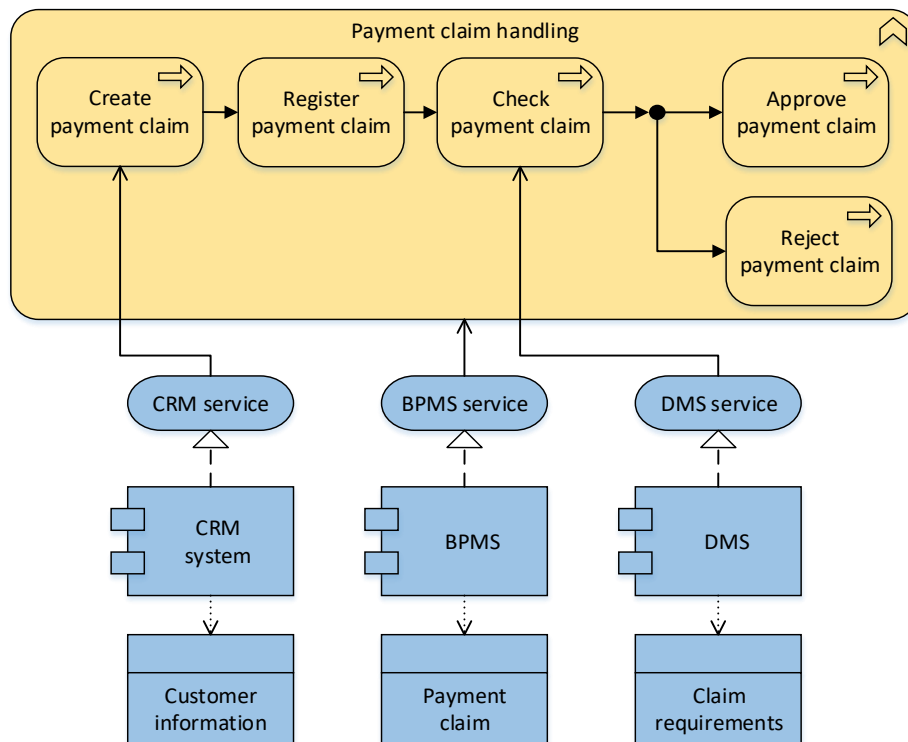 Payment claim handling
Create
payment claim
Register
payment claim
Check
payment claim
Approve
payment claim
Reject
payment claim
CRM service
BPMS service
DMS service
CRM
system
BPMS
DMS
Customer
information
Payment
claim
Claim
requirements